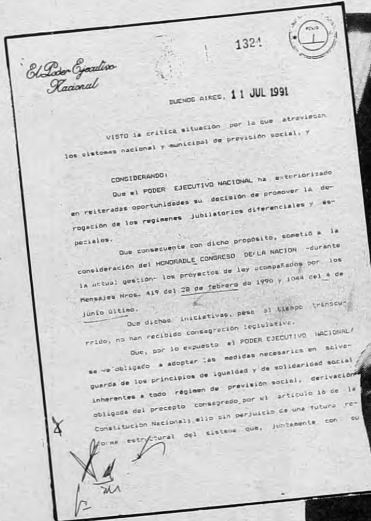 El Poder Ejecutivo
Nacional
1324
FOLIO
1
BUENOS AIRES, 11 JUL 1991
VISTO la crítica situación por la que atraviesan
los sistemas nacional y municipal de previsión social, y
CONSIDERANDO:
Que el PODER EJECUTIVO NACIONAL ha exteriorizado
en reiteradas oportunidades su decisión de promover la de-
rogación de los regímenes jubilatorios diferenciales y es-
peciales.
Que consecuente con dicho propósito, sometió a la
consideración del HONORABLE CONGRESO DE LA NACION -durante
la actual gestión- los proyectos de ley acompañados por los
Mensajes Nros. 419 del 28 de febrero de 1990 y 1044 del 4 de
junio último.
Que dichas iniciativas, pese al tiempo transcu-
rrido, no han recibido consagración legislativa.
Que, por lo expuesto el PODER EJECUTIVO NACIONAL
se ve obligado a adoptar las medidas necesarias en salva-
guarda de los principios de igualdad y de solidaridad social
inherentes a todo régimen de previsión social, derivación
obligada del precepto consagrado por el artículo 16 de la
Constitución Nacional; ello sin perjuicio de una futura re-
forma estructural del sistema que, juntamente con su